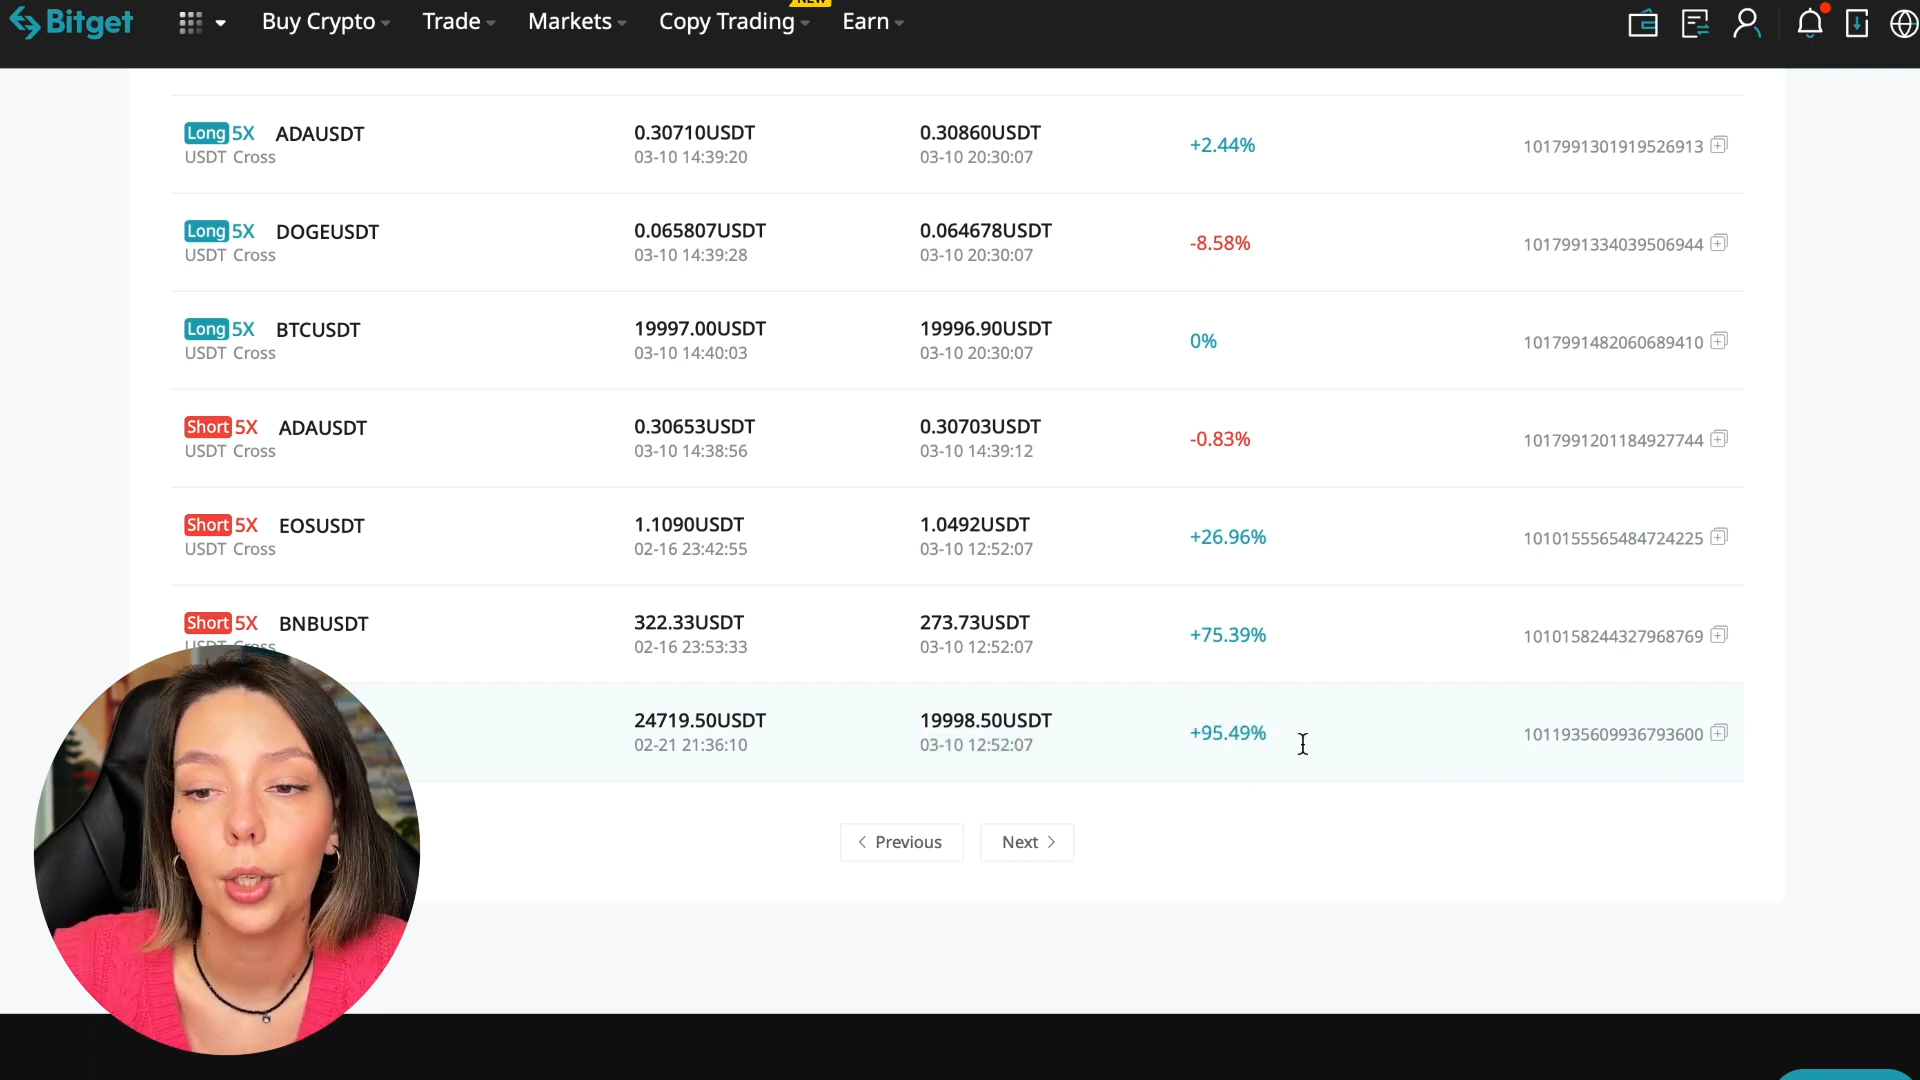 Bitget
Buy Crypto
Trade
Markets
Copy Trading
NEW
Earn
Long 5X ADAUSDT
USDT Cross
0.30710USDT
03-10 14:39:20
0.30860USDT
03-10 20:30:07
+2.44%
1017991301919526913
Long 5X DOGEUSDT
USDT Cross
0.065807USDT
03-10 14:39:28
0.064678USDT
03-10 20:30:07
-8.58%
1017991334039506944
Long 5X BTCUSDT
USDT Cross
19997.00USDT
03-10 14:40:03
19996.90USDT
03-10 20:30:07
0%
1017991482060689410
Short 5X ADAUSDT
USDT Cross
0.30653USDT
03-10 14:38:56
0.30703USDT
03-10 14:39:12
-0.83%
1017991201184927744
Short 5X EOSUSDT
USDT Cross
1.1090USDT
02-16 23:42:55
1.0492USDT
03-10 12:52:07
+26.96%
1010155565484724225
Short 5X BNBUSDT
USDT Cross
322.33USDT
02-16 23:53:33
273.73USDT
03-10 12:52:07
+75.39%
1010158244327968769
24719.50USDT
02-21 21:36:10
19998.50USDT
03-10 12:52:07
+95.49%
1011935609936793600
Previous
Next